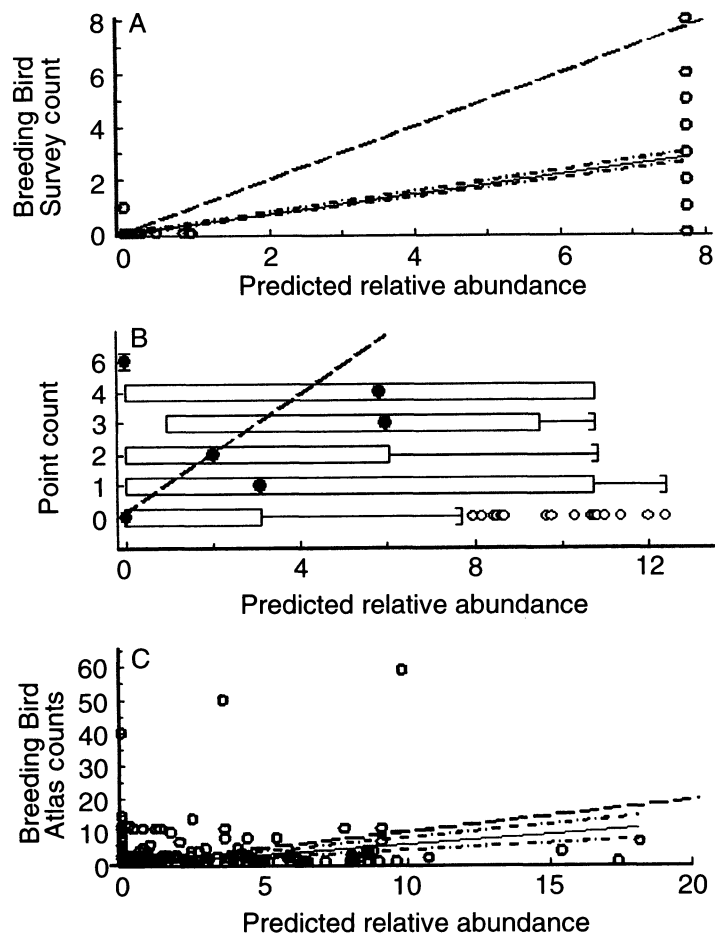 A
Breeding Bird
Survey count
8
6
4
2
0
0 2 4 6 8
Predicted relative abundance
B
Point count
6
4
3
2
1
0
0 4 8 12
Predicted relative abundance
C
Breeding Bird
Atlas counts
60
50
40
30
20
10
0
0 5 10 15 20
Predicted relative abundance